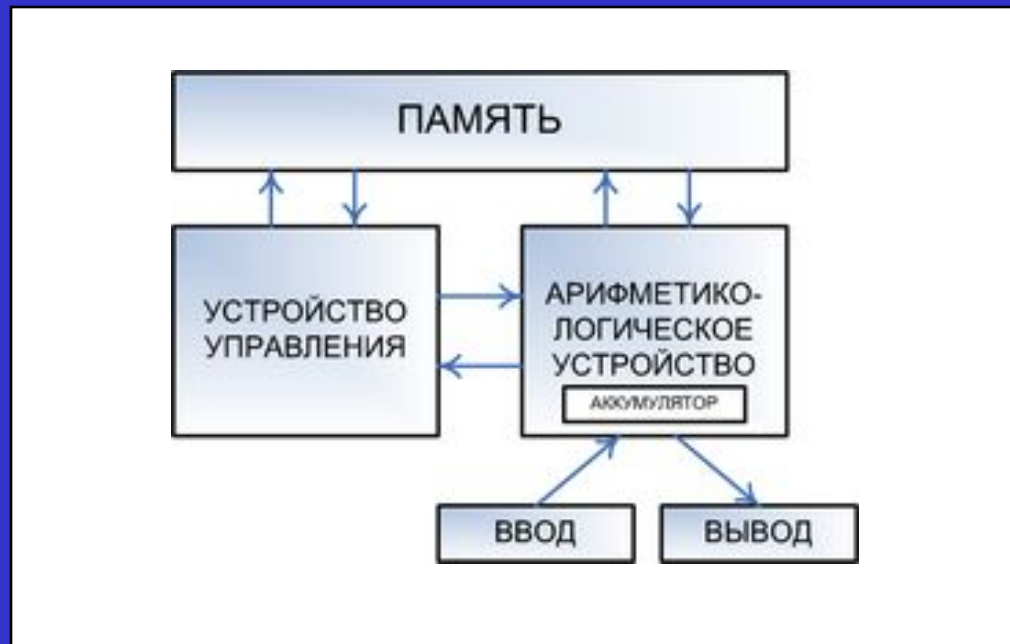 ПАМЯТЬ
УСТРОЙСТВО
УПРАВЛЕНИЯ
АРИФМЕТИКО-
ЛОГИЧЕСКОЕ
УСТРОЙСТВО
АККУМУЛЯТОР
ВВОД
ВЫВОД